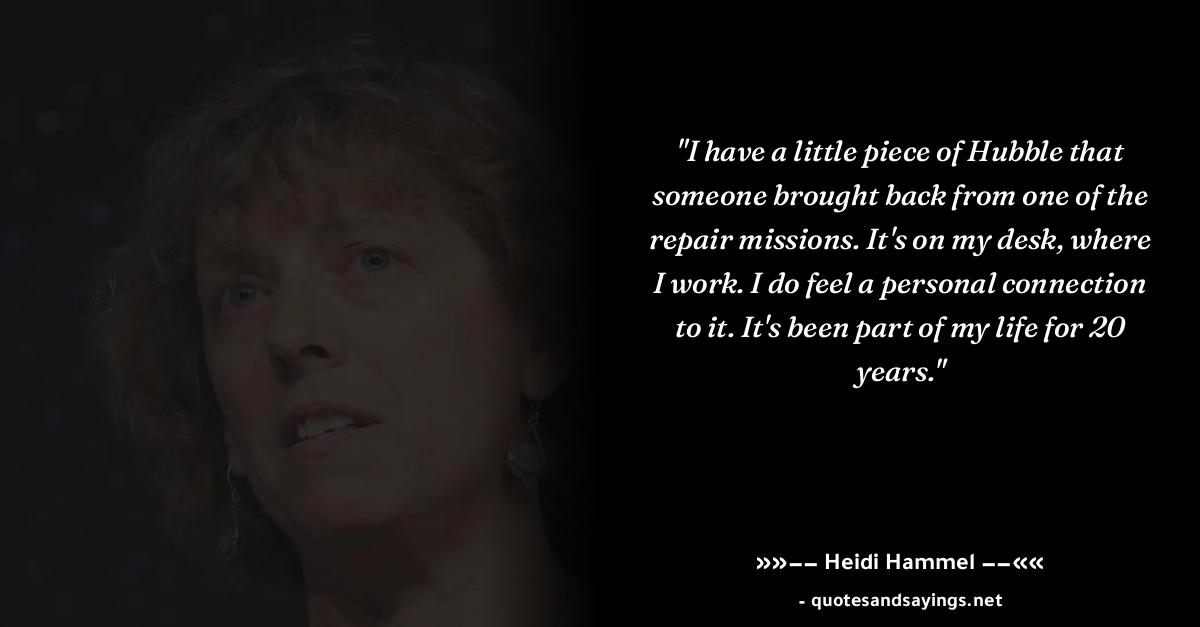 "I have a little piece of Hubble that
someone brought back from one of the
repair missions. It's on my desk, where
I work. I do feel a personal connection
to it. It's been part of my life for 20
years."
»»–– Heidi Hammel ––««
- quotesandsayings.net